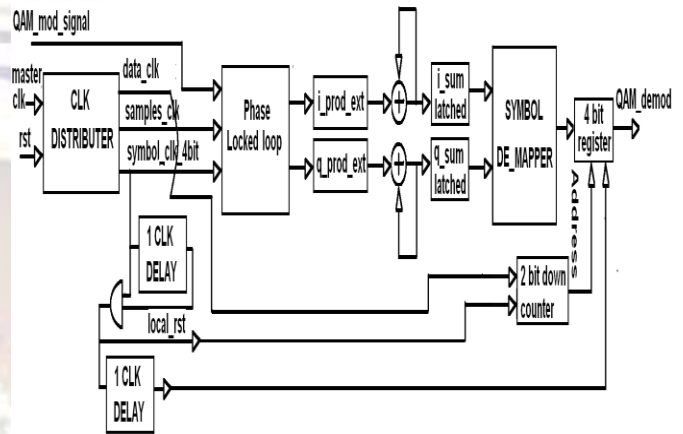 QAM_mod_signal
master
clk
rst
CLK
DISTRIBUTER
data_clk
samples_clk
symbol_clk_4bit
Phase
Locked loop
i_prod_ext
q_prod_ext
i_sum
latched
q_sum
latched
SYMBOL
DE_MAPPER
4 bit
register
QAM_demod
Address
1 CLK
DELAY
local_rst
2 bit down
counter
1 CLK
DELAY